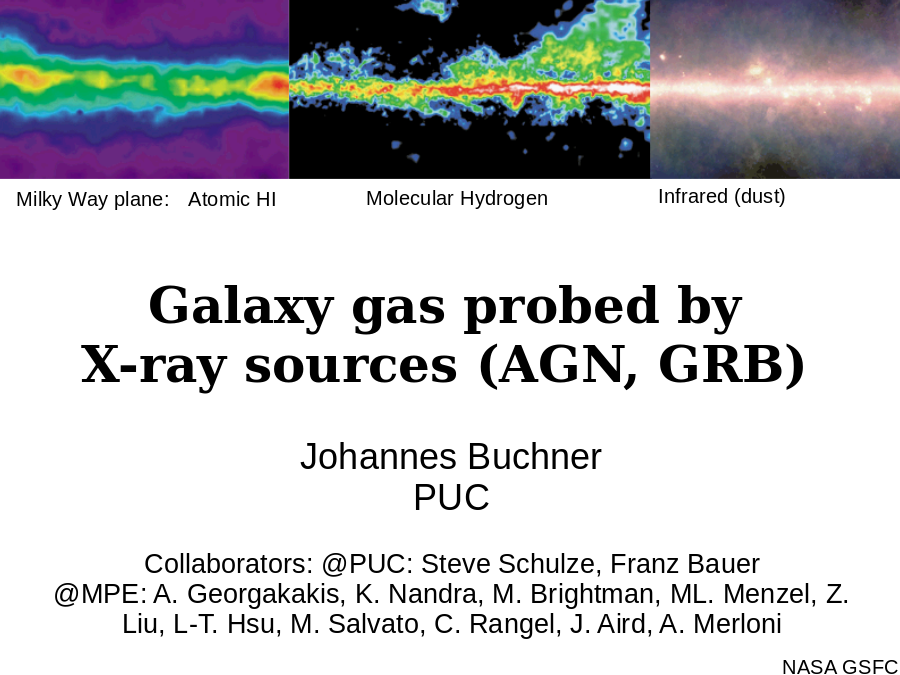 Milky Way plane: Atomic HI
Molecular Hydrogen
Infrared (dust)
Galaxy gas probed by
X-ray sources (AGN, GRB)
Johannes Buchner
PUC
Collaborators: @PUC: Steve Schulze, Franz Bauer
@MPE: A. Georgakakis, K. Nandra, M. Brightman, ML. Menzel, Z.
Liu, L-T. Hsu, M. Salvato, C. Rangel, J. Aird, A. Merloni
NASA GSFC